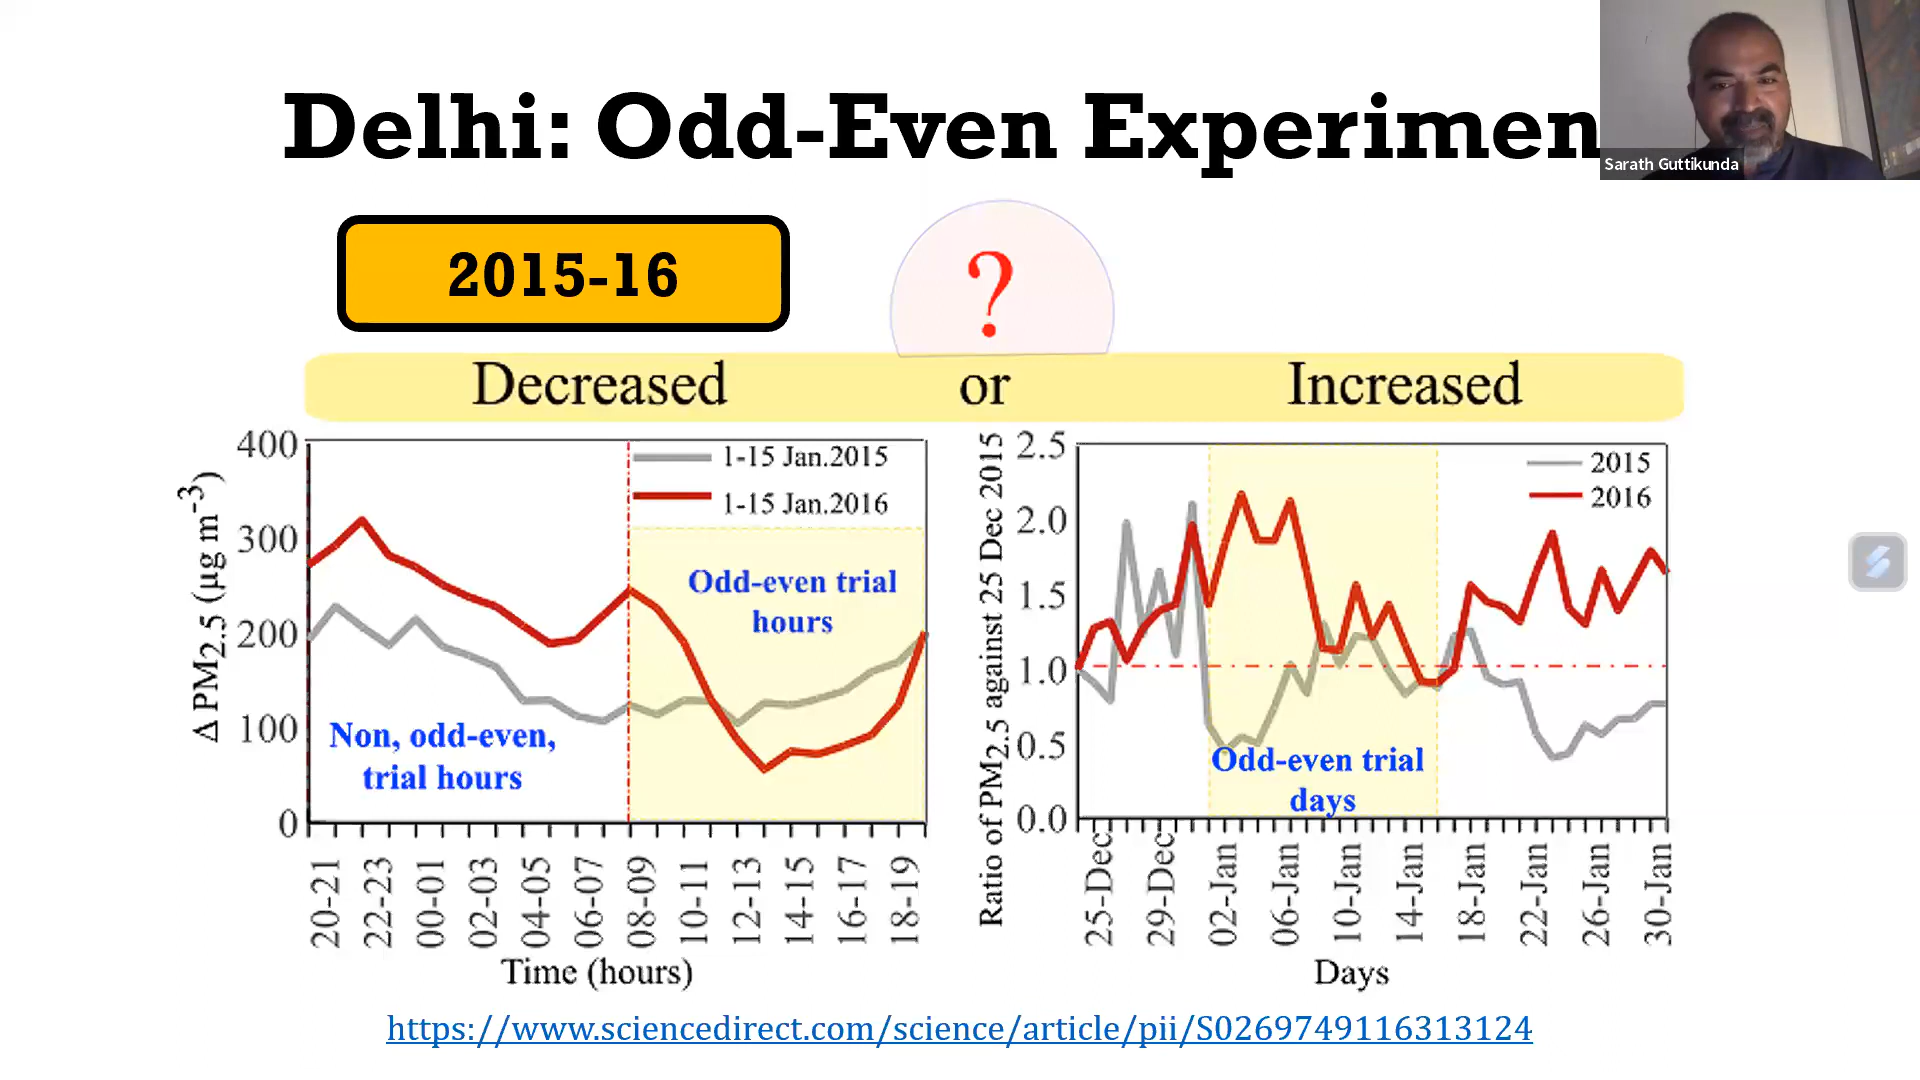 Delhi: Odd-Even Experimen
Sarath Guttikunda
2015-16
?
Decreased or Increased
400
300
200
100
0
ΔPM2.5 (µg m-3)
1-15 Jan.2015
1-15 Jan.2016
Odd-even trial
hours
Non, odd-even,
trial hours
20-21
22-23
00-01
02-03
04-05
06-07
08-09
10-11
12-13
14-15
16-17
18-19
Time (hours)
Ratio of PM2.5 against 25 Dec 2015
2.5
2.0
1.5
1.0
0.5
0.0
2015
2016
Odd-even trial
days
25-Dec
29-Dec
02-Jan
06-Jan
10-Jan
14-Jan
18-Jan
22-Jan
26-Jan
30-Jan
Days
https://www.sciencedirect.com/science/article/pii/S0269749116313124